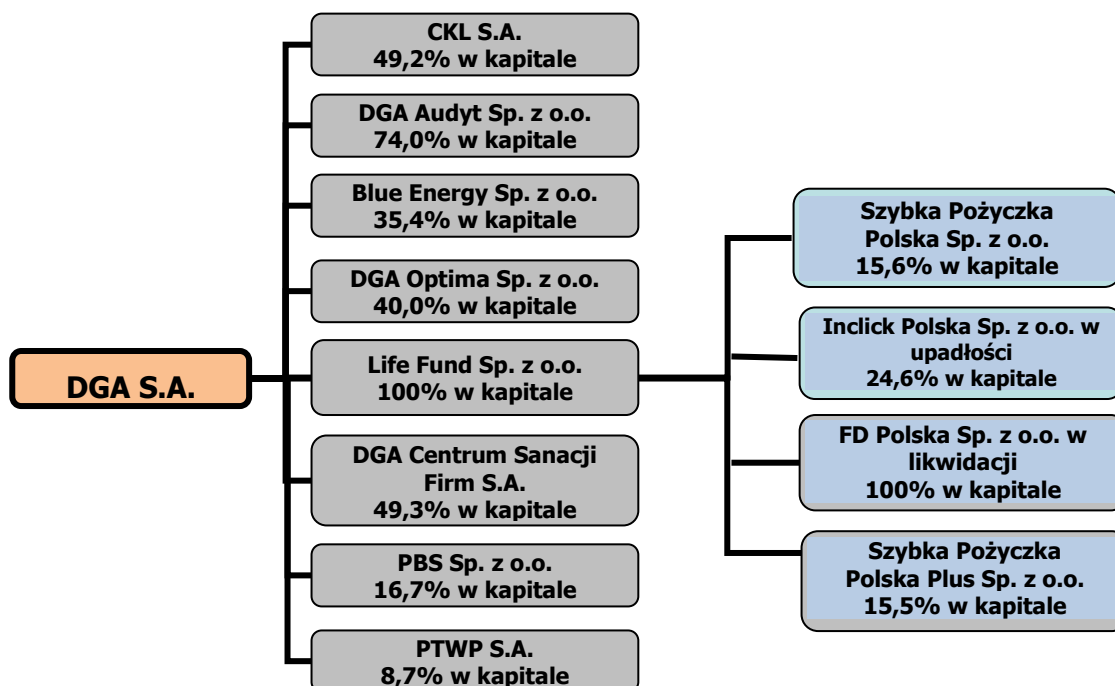 DGA S.A.
CKL S.A.
49,2% w kapitale
DGA Audyt Sp. z o.o.
74,0% w kapitale
Blue Energy Sp. z o.o.
35,4% w kapitale
DGA Optima Sp. z o.o.
40,0% w kapitale
Life Fund Sp. z o.o.
100% w kapitale
DGA Centrum Sanacji
Firm S.A.
49,3% w kapitale
PBS Sp. z o.o.
16,7% w kapitale
PTWP S.A.
8,7% w kapitale
Szybka Pożyczka
Polska Sp. z o.o.
15,6% w kapitale
Inclick Polska Sp. z o.o. w
upadłości
24,6% w kapitale
FD Polska Sp. z o.o. w
likwidacji
100% w kapitale
Szybka Pożyczka
Polska Plus Sp. z o.o.
15,5% w kapitale